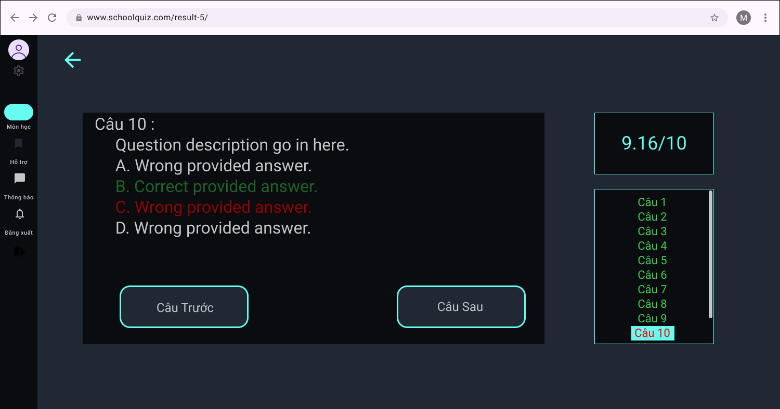 www.schoolquiz.com/result-5/
M
Môn học
Hỗ trợ
Thông báo
Đăng xuất
Câu 10 :
Question description go in here.
A. Wrong provided answer.
B. Correct provided answer.
C. Wrong provided answer.
D. Wrong provided answer.
Câu Trước
Câu Sau
9.16/10
Câu 1
Câu 2
Câu 3
Câu 4
Câu 5
Câu 6
Câu 7
Câu 8
Câu 9
Câu 10